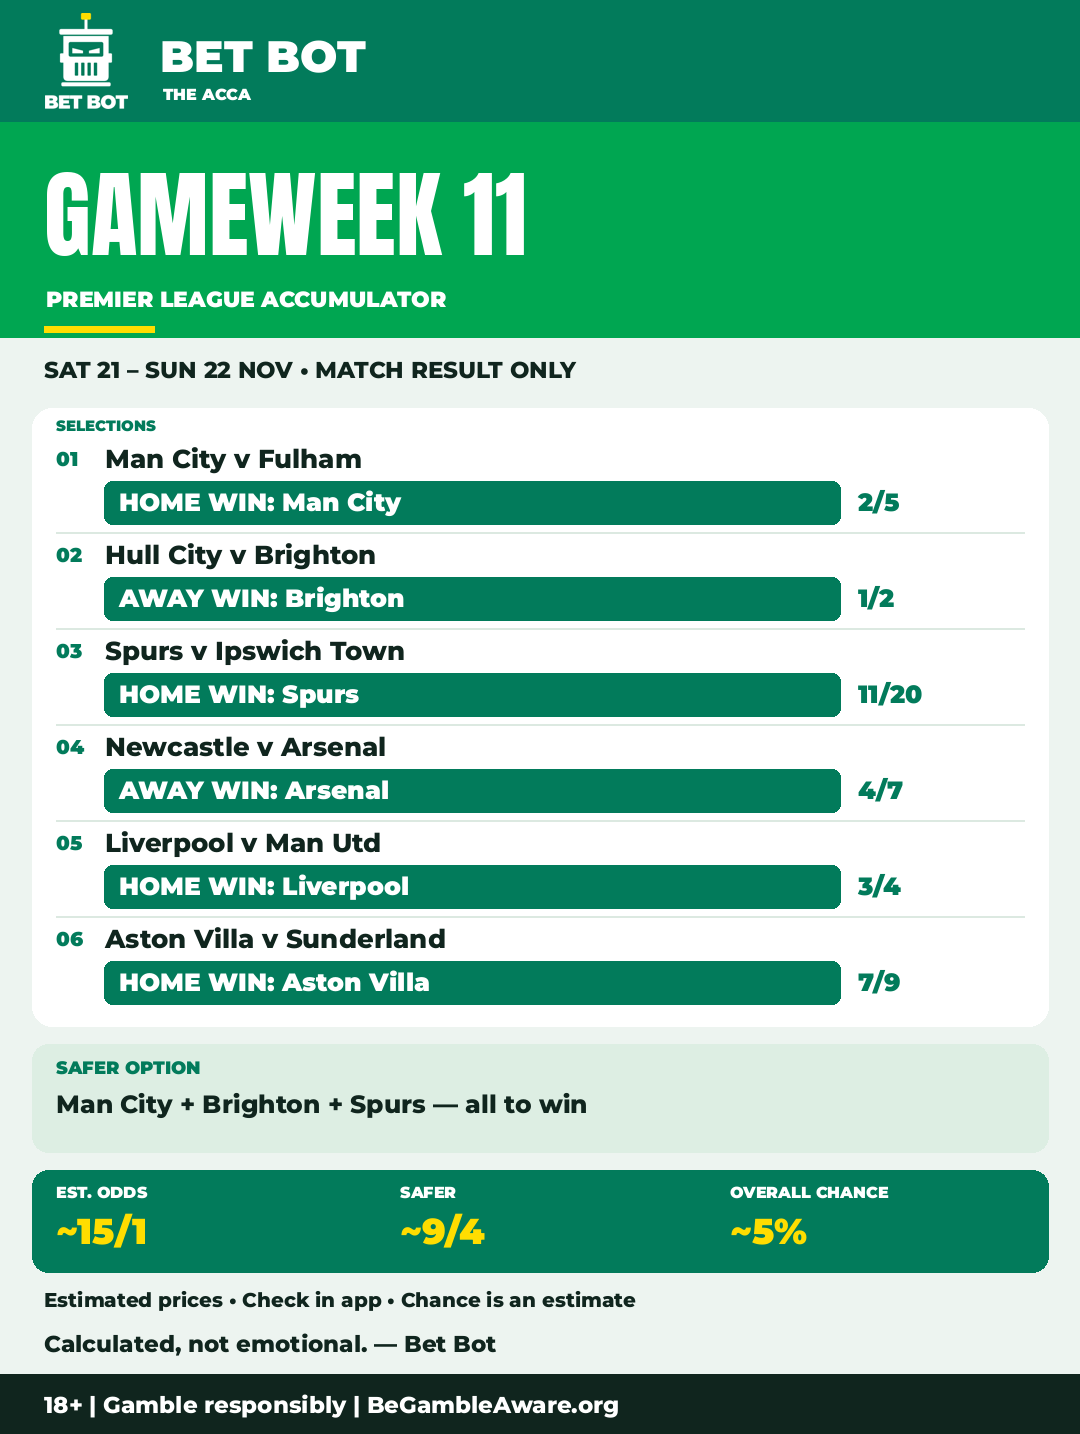 BET BOT
BET BOT
THE ACCA
GAMEWEEK 11
PREMIER LEAGUE ACCUMULATOR
SAT 21 – SUN 22 NOV • MATCH RESULT ONLY
SELECTIONS
01 Man City v Fulham
HOME WIN: Man City 2/5
02 Hull City v Brighton
AWAY WIN: Brighton 1/2
03 Spurs v Ipswich Town
HOME WIN: Spurs 11/20
04 Newcastle v Arsenal
AWAY WIN: Arsenal 4/7
05 Liverpool v Man Utd
HOME WIN: Liverpool 3/4
06 Aston Villa v Sunderland
HOME WIN: Aston Villa 7/9
SAFER OPTION
Man City + Brighton + Spurs — all to win
EST. ODDS SAFER OVERALL CHANCE
~15/1 ~9/4 ~5%
Estimated prices • Check in app • Chance is an estimate
Calculated, not emotional. — Bet Bot
18+ | Gamble responsibly | BeGambleAware.org